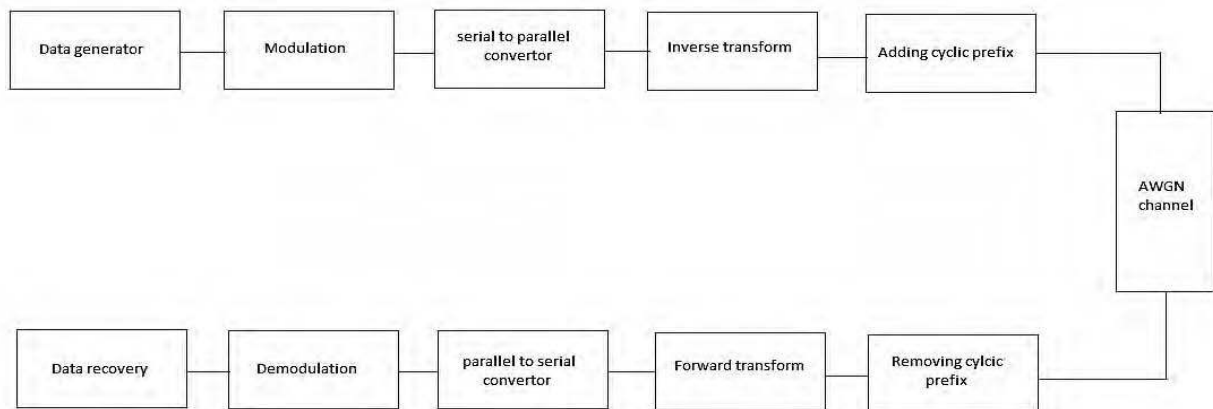 Data generator
Modulation
serial to parallel
convertor
Inverse transform
Adding cyclic prefix
AWGN
channel
Data recovery
Demodulation
parallel to serial
convertor
Forward transform
Removing cylcic
prefix